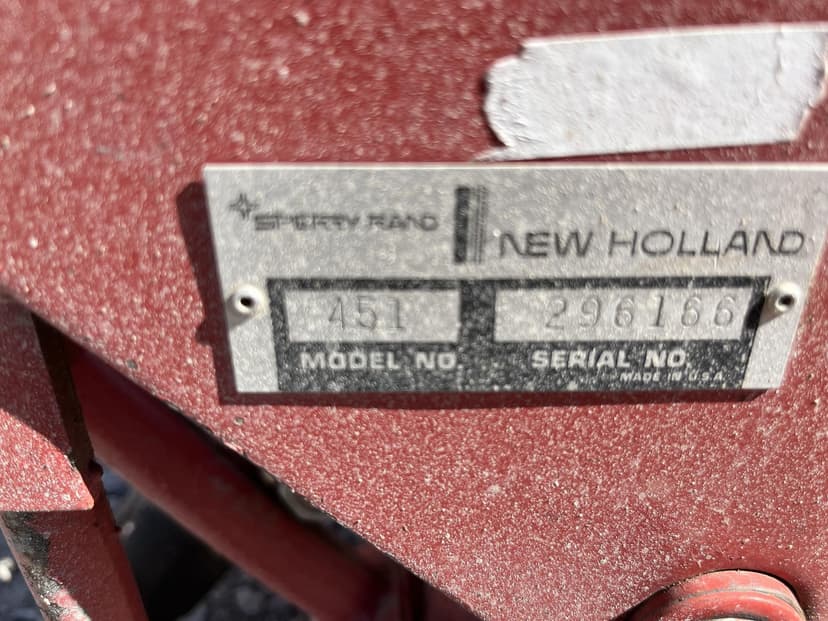 SPERRY RAND
NEW HOLLAND
451 296166
MODEL NO. SERIAL NO.
MADE IN U.S.A.